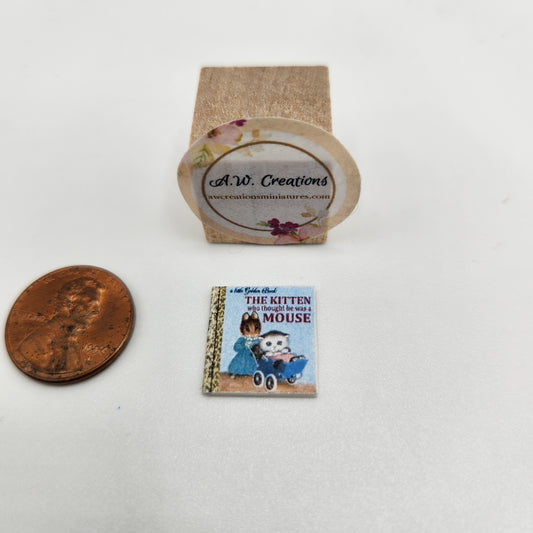 A.W. Creations
awcreationsminiatures.com
a Little Golden Book
THE KITTEN
who thought he was a
MOUSE